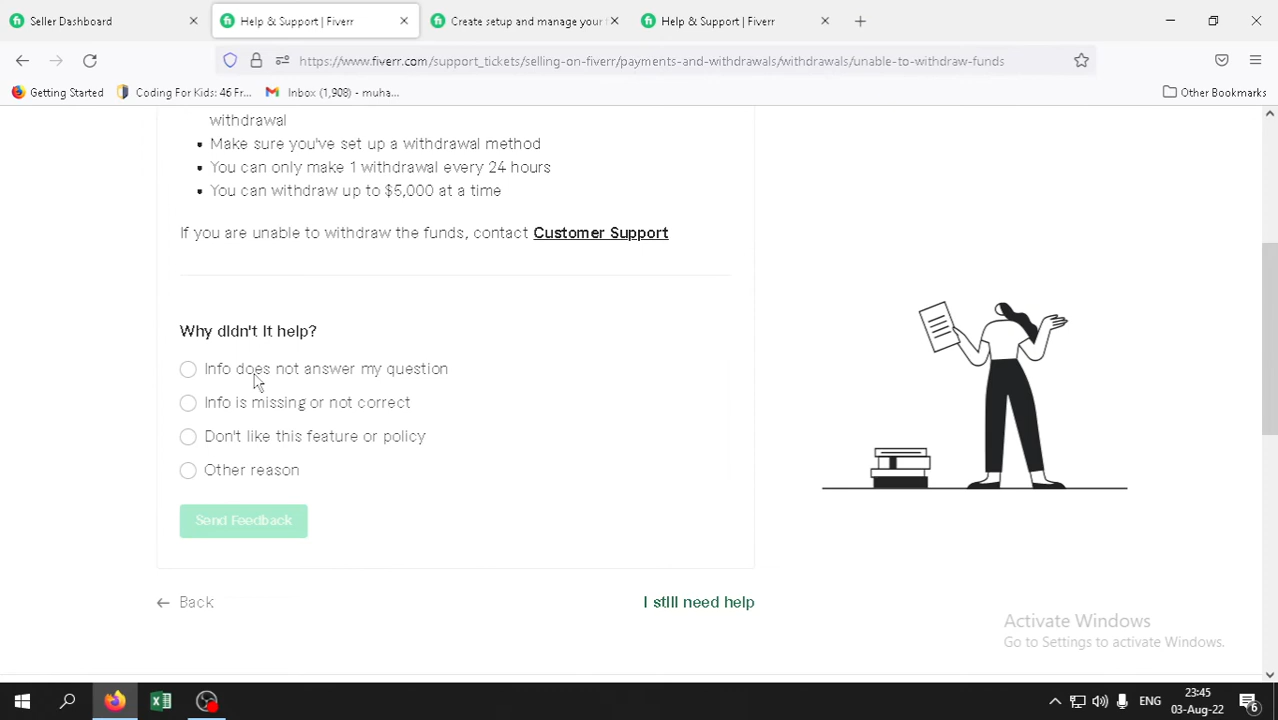 Seller Dashboard
Help & Support | Fiverr
Create setup and manage your f
Help & Support | Fiverr
https://www.fiverr.com/support_tickets/selling-on-fiverr/payments-and-withdrawals/withdrawals/unable-to-withdraw-funds
Getting Started
Coding For Kids: 46 Fr...
Inbox (1,908) - muha...
Other Bookmarks
withdrawal
Make sure you've set up a withdrawal method
You can only make 1 withdrawal every 24 hours
You can withdraw up to $5,000 at a time
If you are unable to withdraw the funds, contact Customer Support
Why didn't it help?
Info does not answer my question
Info is missing or not correct
Don't like this feature or policy
Other reason
Send Feedback
Back
I still need help
Activate Windows
Go to Settings to activate Windows.
ENG
23:45
03-Aug-22
6